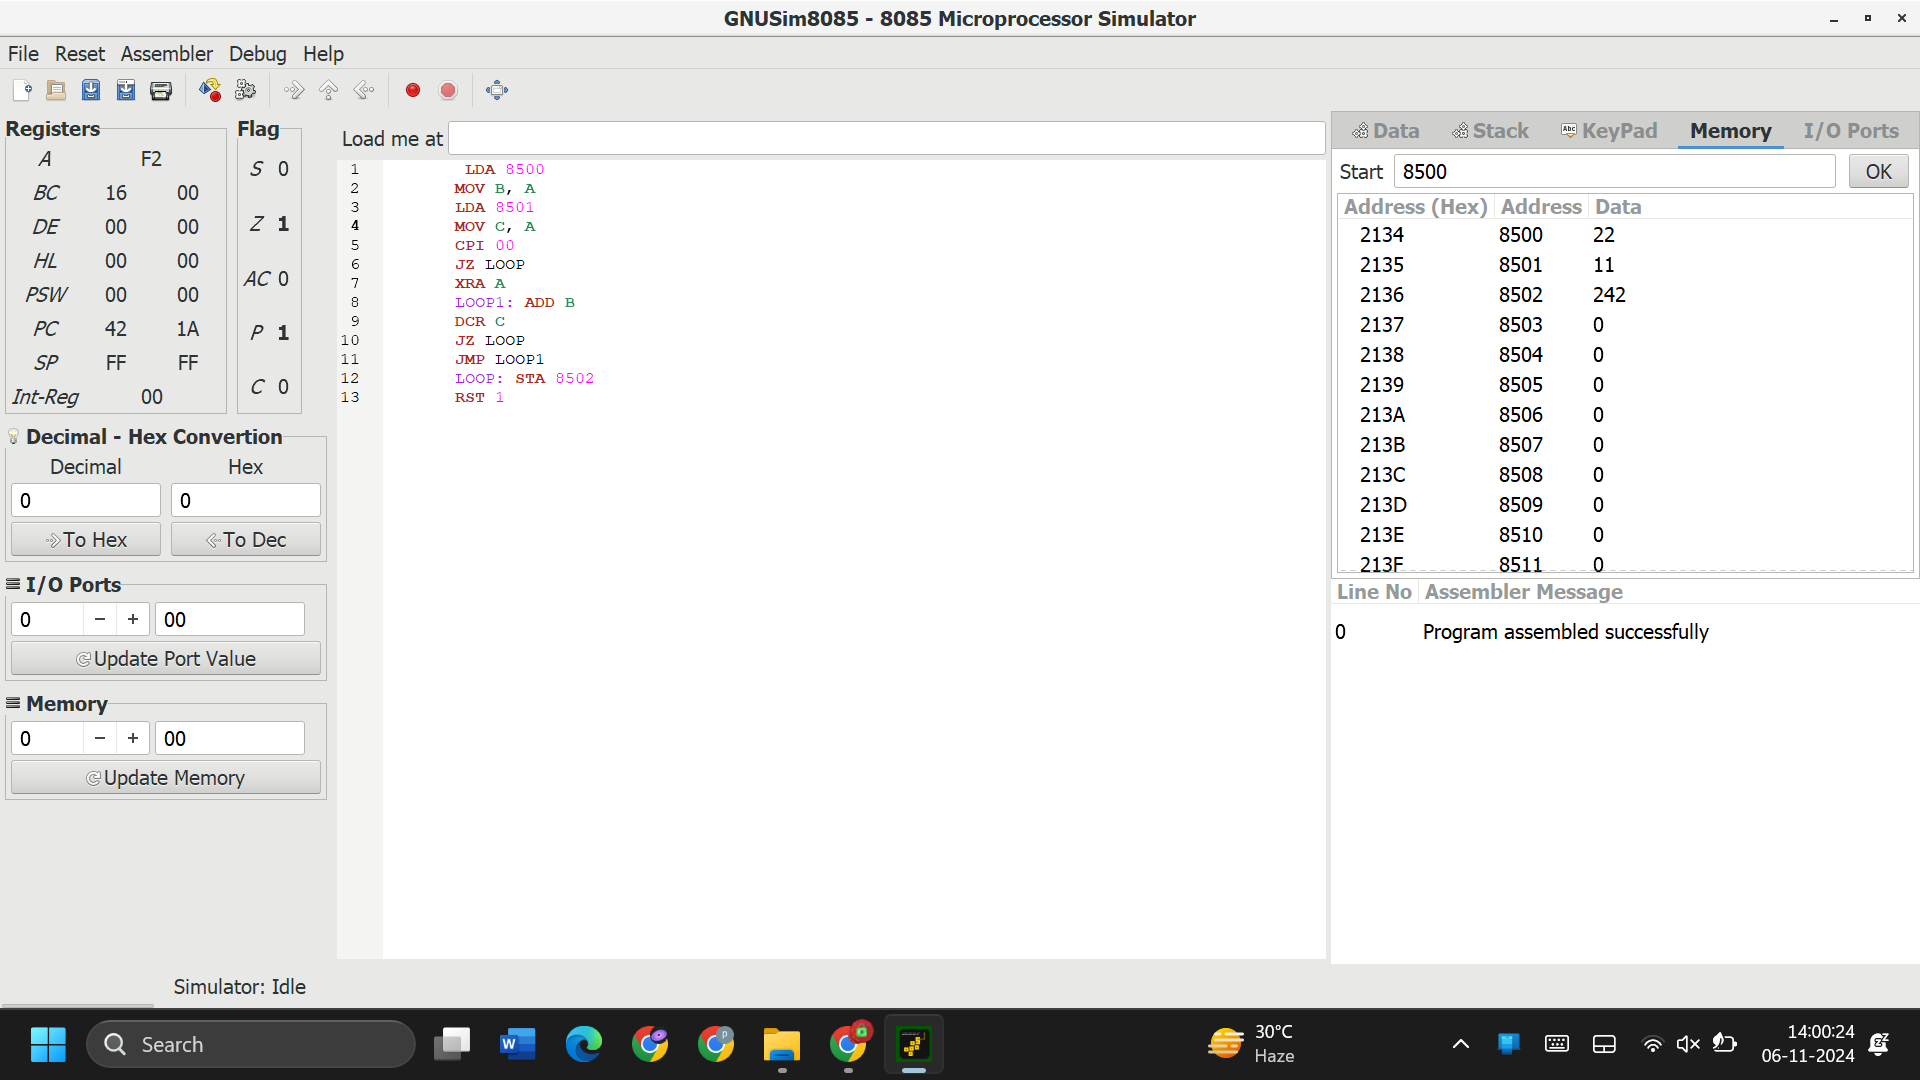 GNUSim8085 - 8085 Microprocessor Simulator
File Reset Assembler Debug Help
Registers
A F2
BC 16 00
DE 00 00
HL 00 00
PSW 00 00
PC 42 1A
SP FF FF
Int-Reg 00
Flag
S 0
Z 1
AC 0
P 1
C 0
Decimal - Hex Convertion
Decimal Hex
0 0
To Hex To Dec
I/O Ports
0 − + 00
Update Port Value
Memory
0 − + 00
Update Memory
Load me at
1 LDA 8500
2 MOV B, A
3 LDA 8501
4 MOV C, A
5 CPI 00
6 JZ LOOP
7 XRA A
8 LOOP1: ADD B
9 DCR C
10 JZ LOOP
11 JMP LOOP1
12 LOOP: STA 8502
13 RST 1
Data Stack Abc KeyPad Memory I/O Ports
Start 8500 OK
Address (Hex) Address Data
2134 8500 22
2135 8501 11
2136 8502 242
2137 8503 0
2138 8504 0
2139 8505 0
213A 8506 0
213B 8507 0
213C 8508 0
213D 8509 0
213E 8510 0
213F 8511 0
Line No Assembler Message
0 Program assembled successfully
Simulator: Idle
Search
W
P
30°C
Haze
14:00:24
06-11-2024